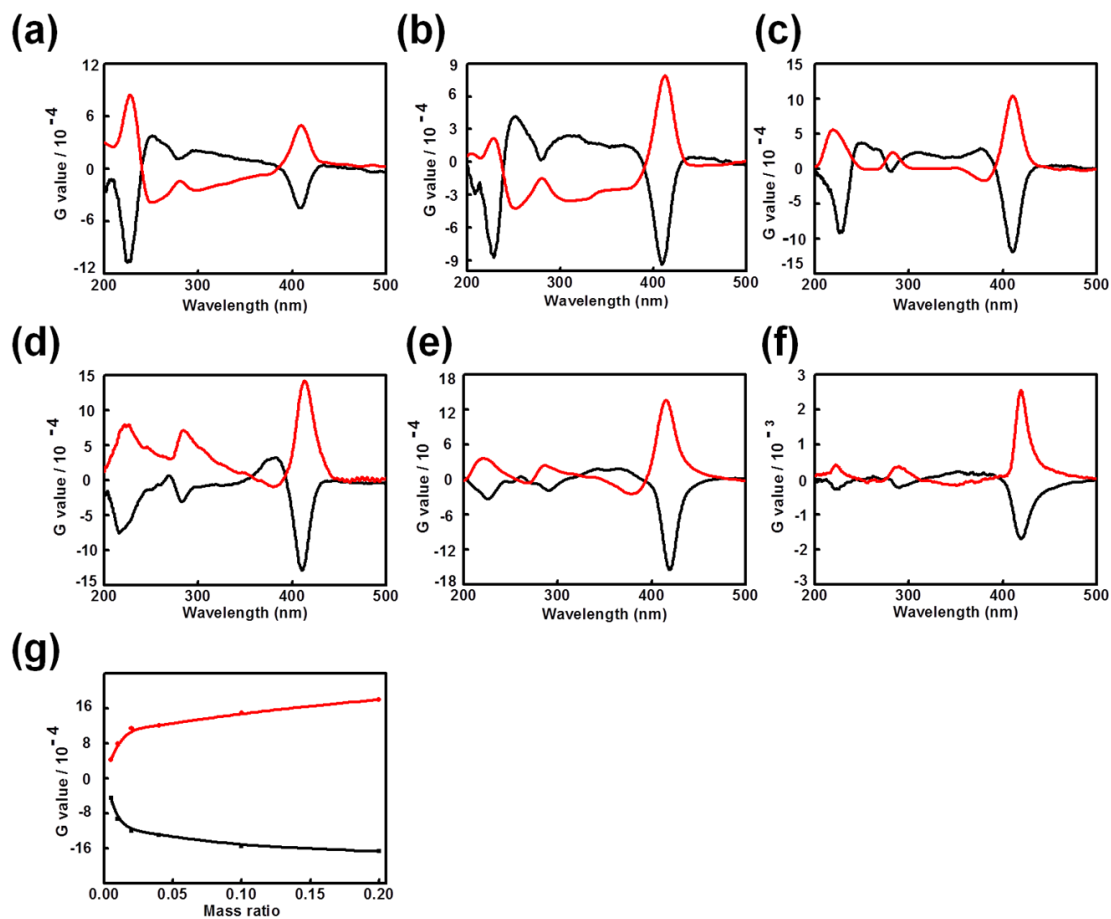 (a)
12
6
0
-6
-12
G value / 10⁻⁴
200 300 400 500
Wavelength (nm)
(b)
9
6
3
0
-3
-6
-9
G value / 10⁻⁴
200 300 400 500
Wavelength (nm)
(c)
15
10
5
0
-5
-10
-15
G value / 10⁻⁴
200 300 400 500
Wavelength (nm)
(d)
15
10
5
0
-5
-10
-15
G value / 10⁻⁴
200 300 400 500
Wavelength (nm)
(e)
18
12
6
0
-6
-12
-18
G value / 10⁻⁴
200 300 400 500
Wavelength (nm)
(f)
3
2
1
0
-1
-2
-3
G value / 10⁻³
200 300 400 500
Wavelength (nm)
(g)
16
8
0
-8
-16
G value / 10⁻⁴
0.00 0.05 0.10 0.15 0.20
Mass ratio